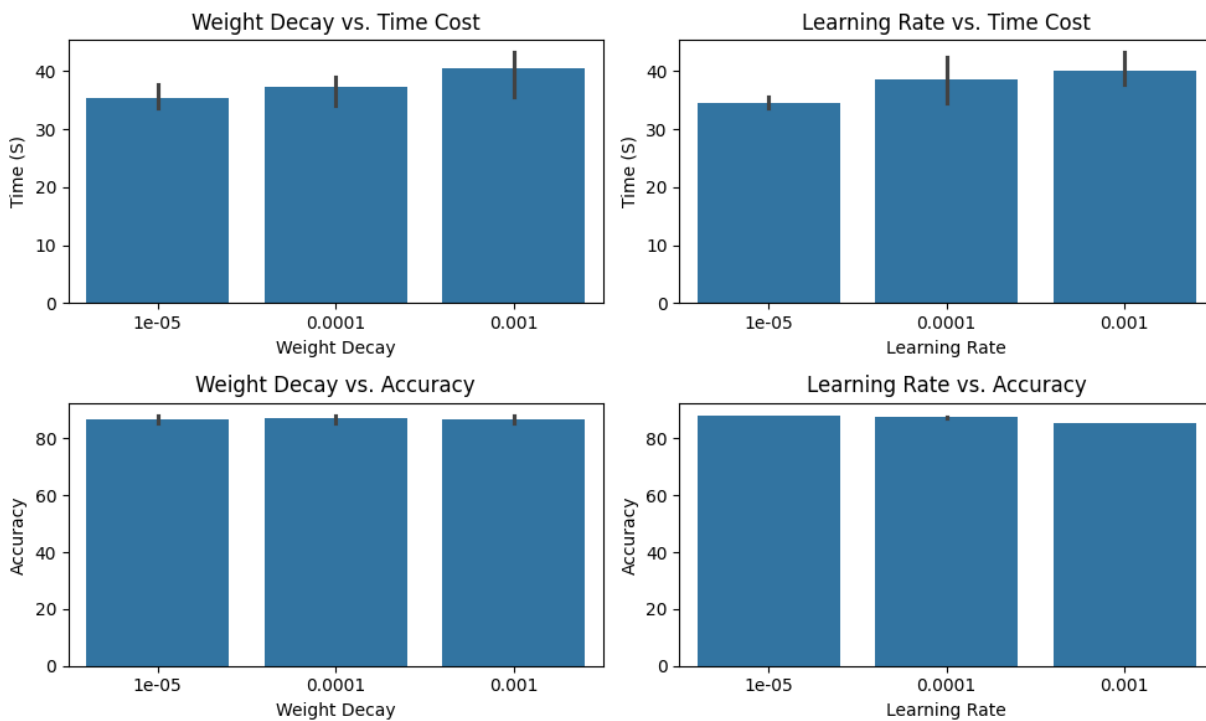 Weight Decay vs. Time Cost
Time (S)
40
30
20
10
0
1e-05 0.0001 0.001
Weight Decay
Learning Rate vs. Time Cost
Time (S)
40
30
20
10
0
1e-05 0.0001 0.001
Learning Rate
Weight Decay vs. Accuracy
Accuracy
80
60
40
20
0
1e-05 0.0001 0.001
Weight Decay
Learning Rate vs. Accuracy
Accuracy
80
60
40
20
0
1e-05 0.0001 0.001
Learning Rate